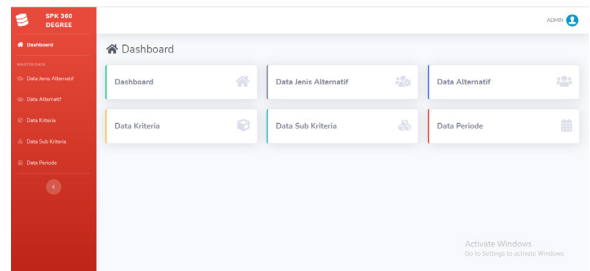 SPK 360
DEGREE
ADMIN
Dashboard
MASTER DATA
Data Jenis Alternatif
Data Alternatif
Data Kriteria
Data Sub Kriteria
Data Periode
Dashboard
Dashboard
Data Jenis Alternatif
Data Alternatif
Data Kriteria
Data Sub Kriteria
Data Periode
Activate Windows
Go to Settings to activate Windows.